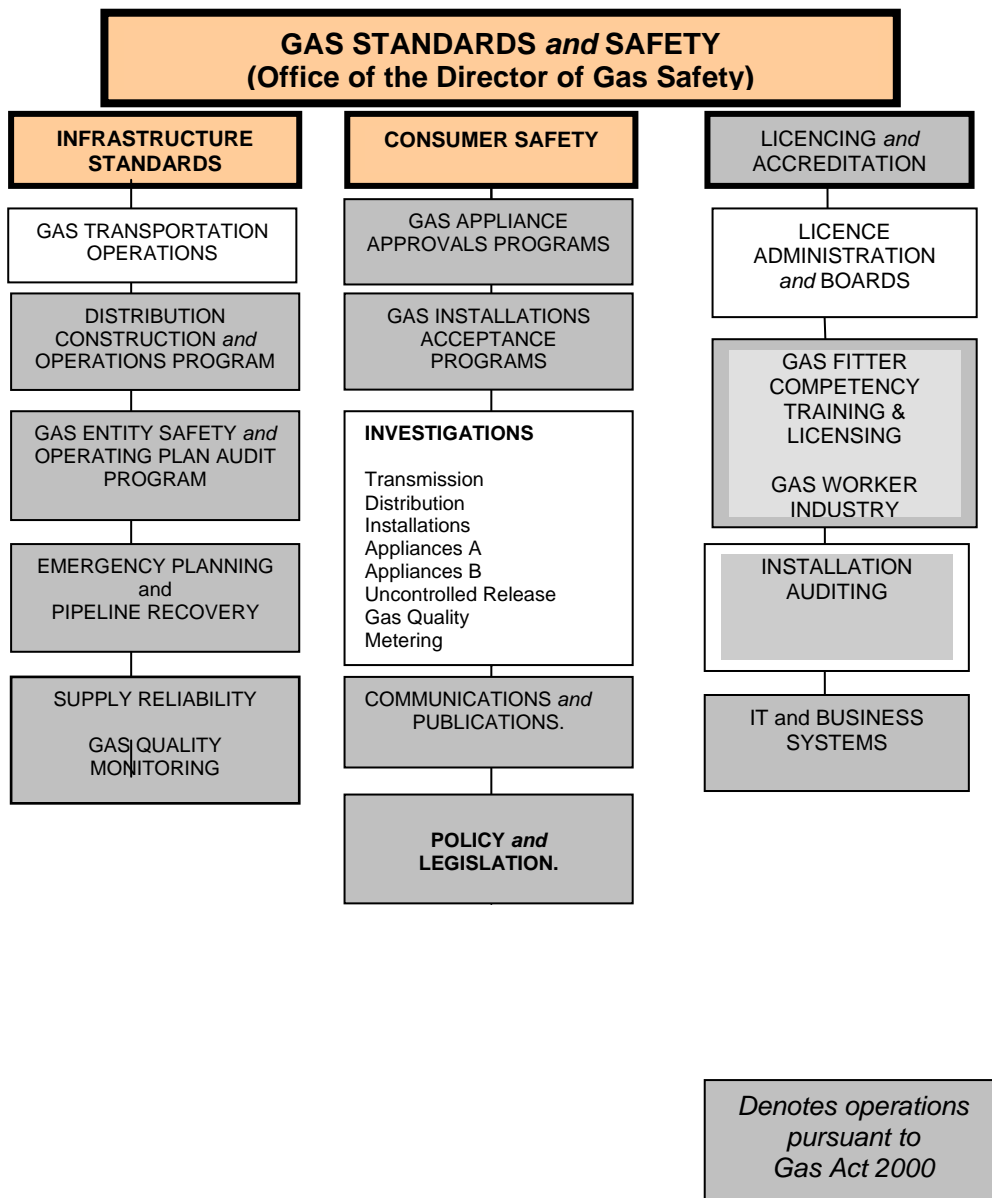 GAS STANDARDS and SAFETY
(Office of the Director of Gas Safety)
INFRASTRUCTURE
STANDARDS
GAS TRANSPORTATION
OPERATIONS
DISTRIBUTION
CONSTRUCTION and
OPERATIONS PROGRAM
GAS ENTITY SAFETY and
OPERATING PLAN AUDIT
PROGRAM
EMERGENCY PLANNING
and
PIPELINE RECOVERY
SUPPLY RELIABILITY
GAS QUALITY
MONITORING
CONSUMER SAFETY
GAS APPLIANCE
APPROVALS PROGRAMS
GAS INSTALLATIONS
ACCEPTANCE
PROGRAMS
INVESTIGATIONS
Transmission
Distribution
Installations
Appliances A
Appliances B
Uncontrolled Release
Gas Quality
Metering
COMMUNICATIONS and
PUBLICATIONS.
POLICY and
LEGISLATION.
LICENCING and
ACCREDITATION
LICENCE
ADMINISTRATION
and BOARDS
GAS FITTER
COMPETENCY
TRAINING &
LICENSING
GAS WORKER
INDUSTRY
INSTALLATION
AUDITING
IT and BUSINESS
SYSTEMS
Denotes operations
pursuant to
Gas Act 2000